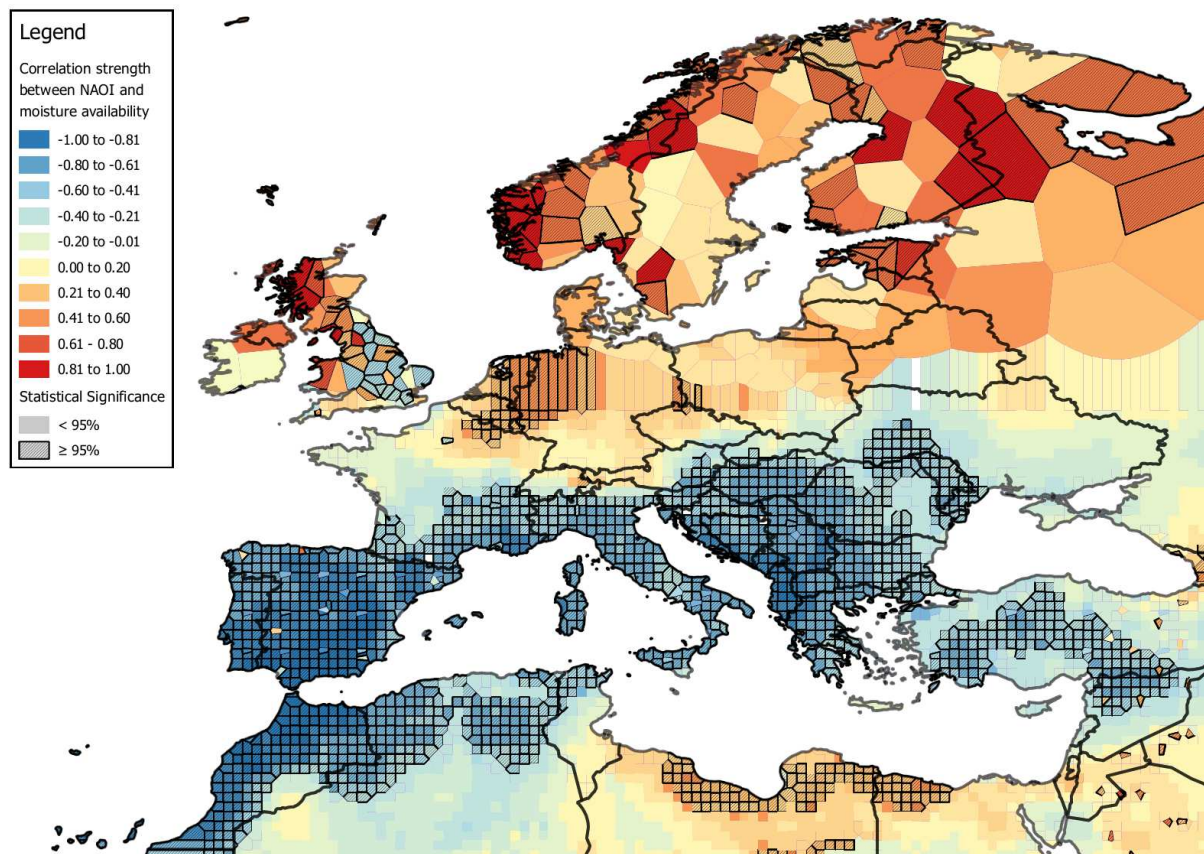 Legend
Correlation strength
between NAOI and
moisture availability
-1.00 to -0.81
-0.80 to -0.61
-0.60 to -0.41
-0.40 to -0.21
-0.20 to -0.01
0.00 to 0.20
0.21 to 0.40
0.41 to 0.60
0.61 - 0.80
0.81 to 1.00
Statistical Significance
< 95%
≥ 95%